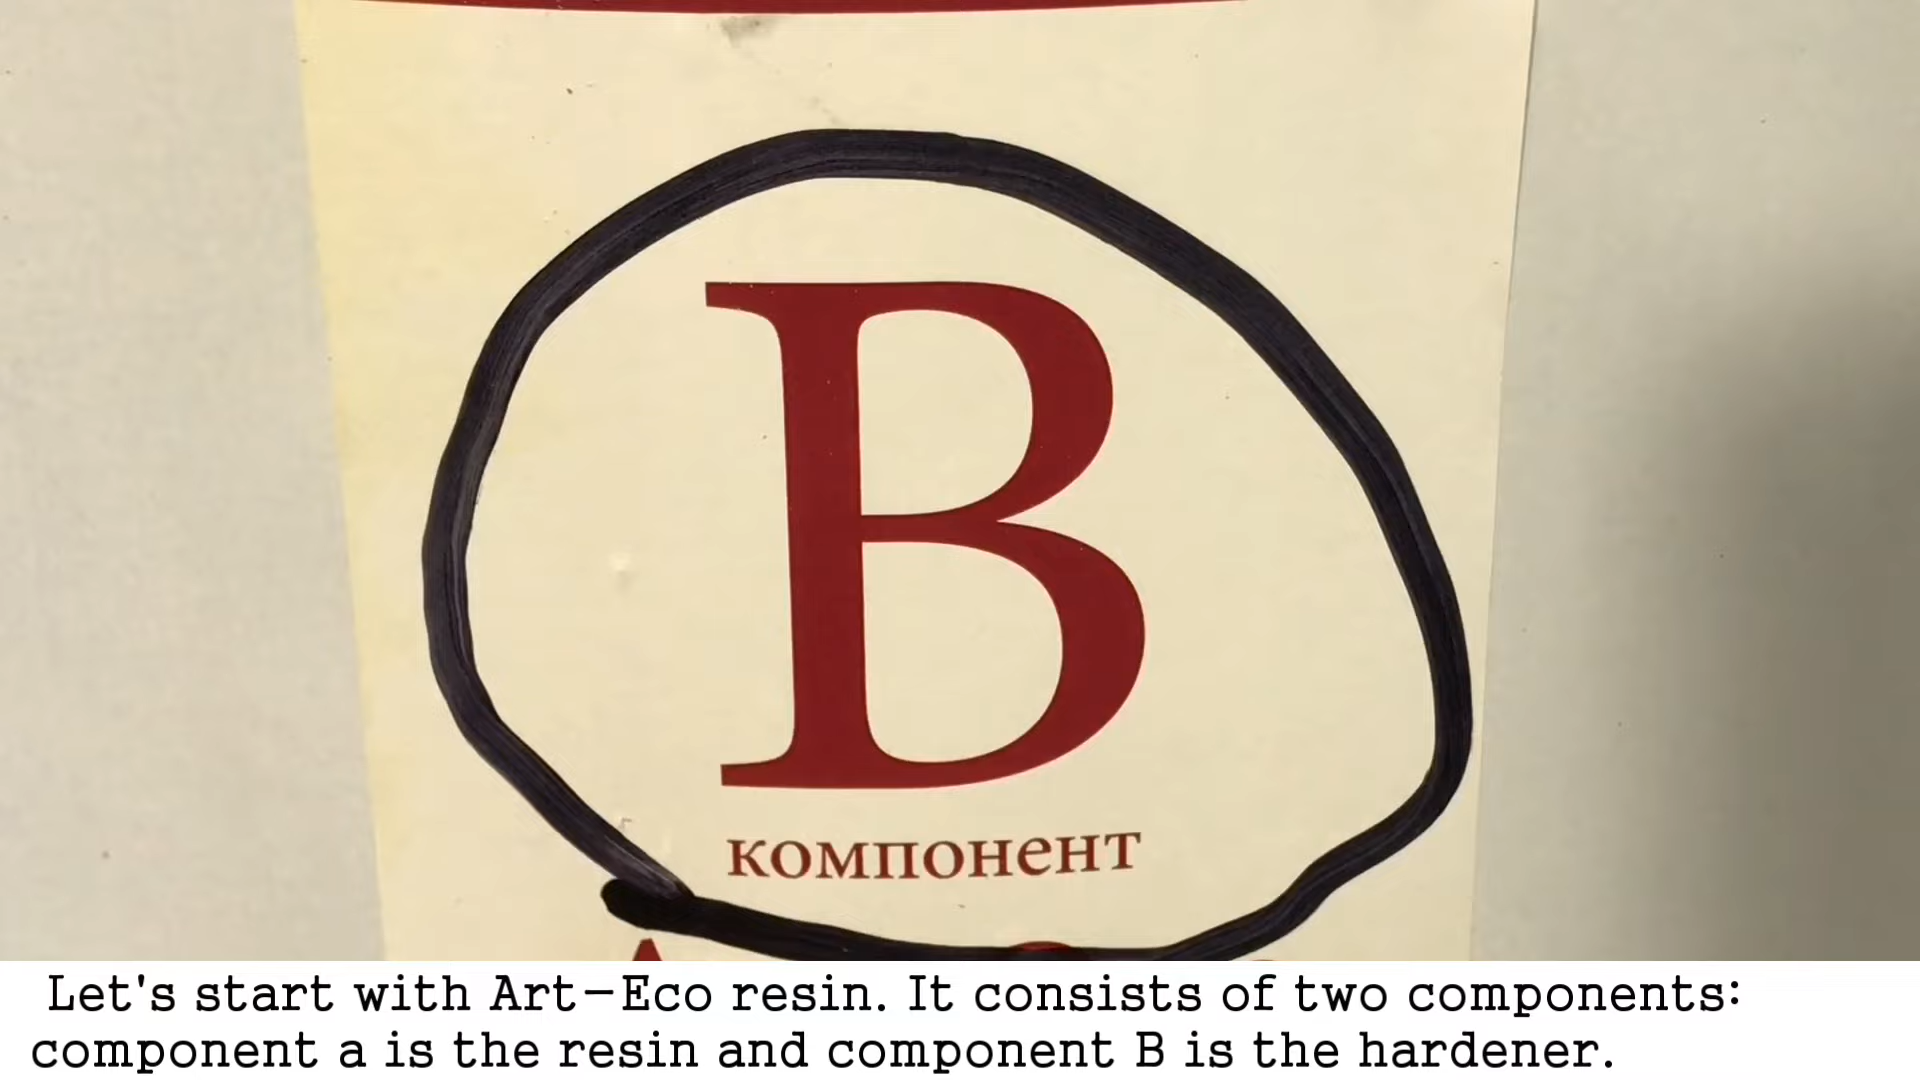 B
компонент
Let's start with Art-Eco resin. It consists of two components:
component a is the resin and component B is the hardener.